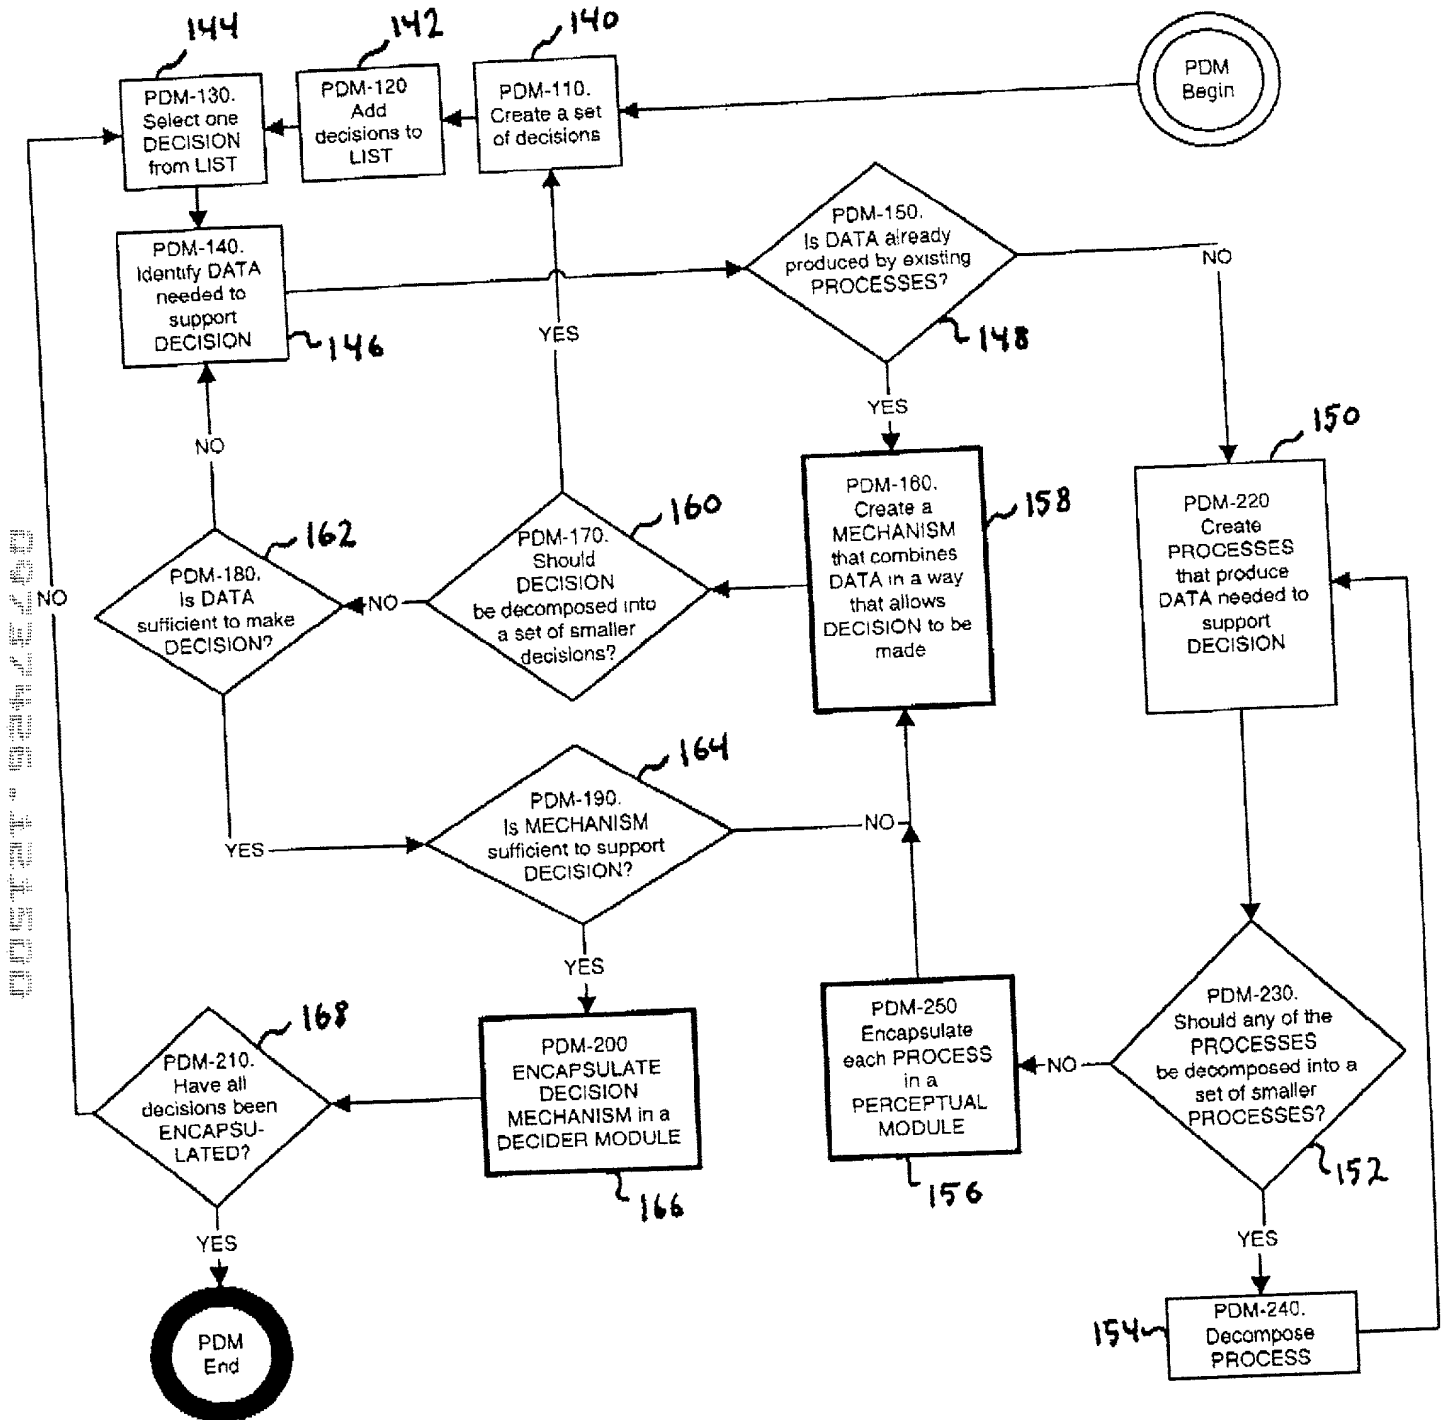 144
142
140
PDM
Begin
PDM-130.
Select one
DECISION
from LIST
PDM-120
Add
decisions to
LIST
PDM-110.
Create a set
of decisions
PDM-140.
Identify DATA
needed to
support
DECISION
146
PDM-150.
Is DATA already
produced by existing
PROCESSES?
148
NO
YES
YES
NO
150
PDM-220
Create
PROCESSES
that produce
DATA needed to
support
DECISION
PDM-160.
Create a
MECHANISM
that combines
DATA in a way
that allows
DECISION to be
made
158
160
PDM-170.
Should
DECISION
be decomposed into
a set of smaller
decisions?
NO
162
PDM-180.
Is DATA
sufficient to make
DECISION?
NO
YES
164
PDM-190.
Is MECHANISM
sufficient to support
DECISION?
NO
YES
168
PDM-210.
Have all
decisions been
ENCAPSU-
LATED?
PDM-200
ENCAPSULATE
DECISION
MECHANISM in a
DECIDER MODULE
166
PDM-250
Encapsulate
each PROCESS
in a
PERCEPTUAL
MODULE
156
NO
PDM-230.
Should any of the
PROCESSES
be decomposed into a
set of smaller
PROCESSES?
152
YES
YES
PDM
End
154
PDM-240.
Decompose
PROCESS